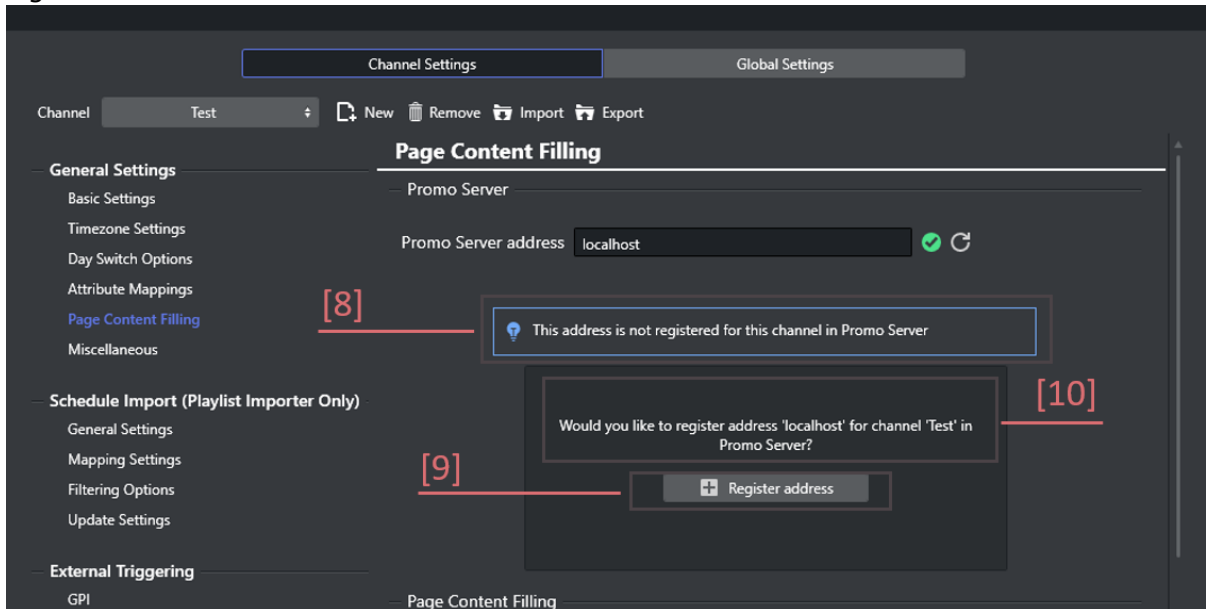 Channel Settings
Global Settings
Channel
Test
New
Remove
Import
Export
General Settings
Basic Settings
Timezone Settings
Day Switch Options
Attribute Mappings
Page Content Filling
Miscellaneous
Schedule Import (Playlist Importer Only)
General Settings
Mapping Settings
Filtering Options
Update Settings
External Triggering
GPI
Page Content Filling
Promo Server
Promo Server address
localhost
[8]
This address is not registered for this channel in Promo Server
[10]
Would you like to register address 'localhost' for channel 'Test' in
Promo Server?
[9]
Register address
Page Content Filling